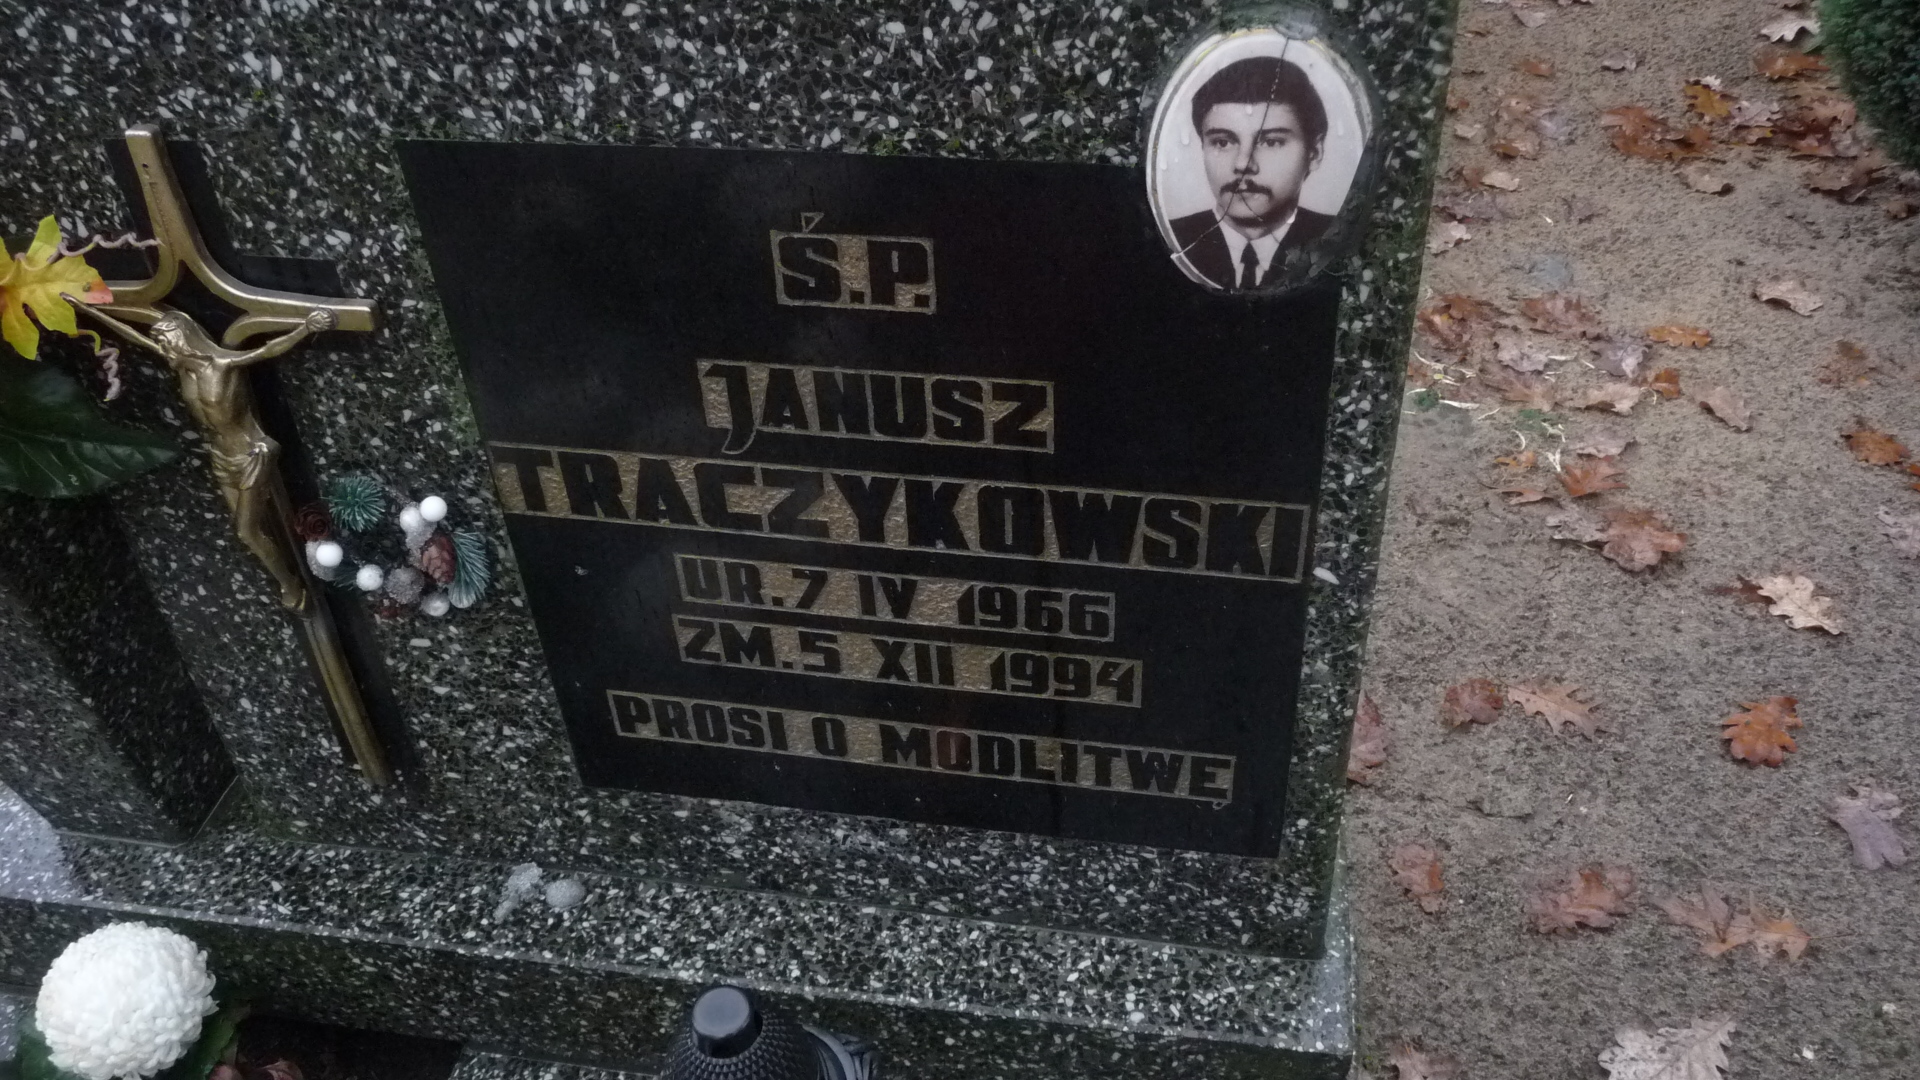 Ś.P.
JANUSZ
TRACZYKOWSKI
UR.7 IV 1966
ZM.5 XII 1994
PROSI O MODLITWĘ